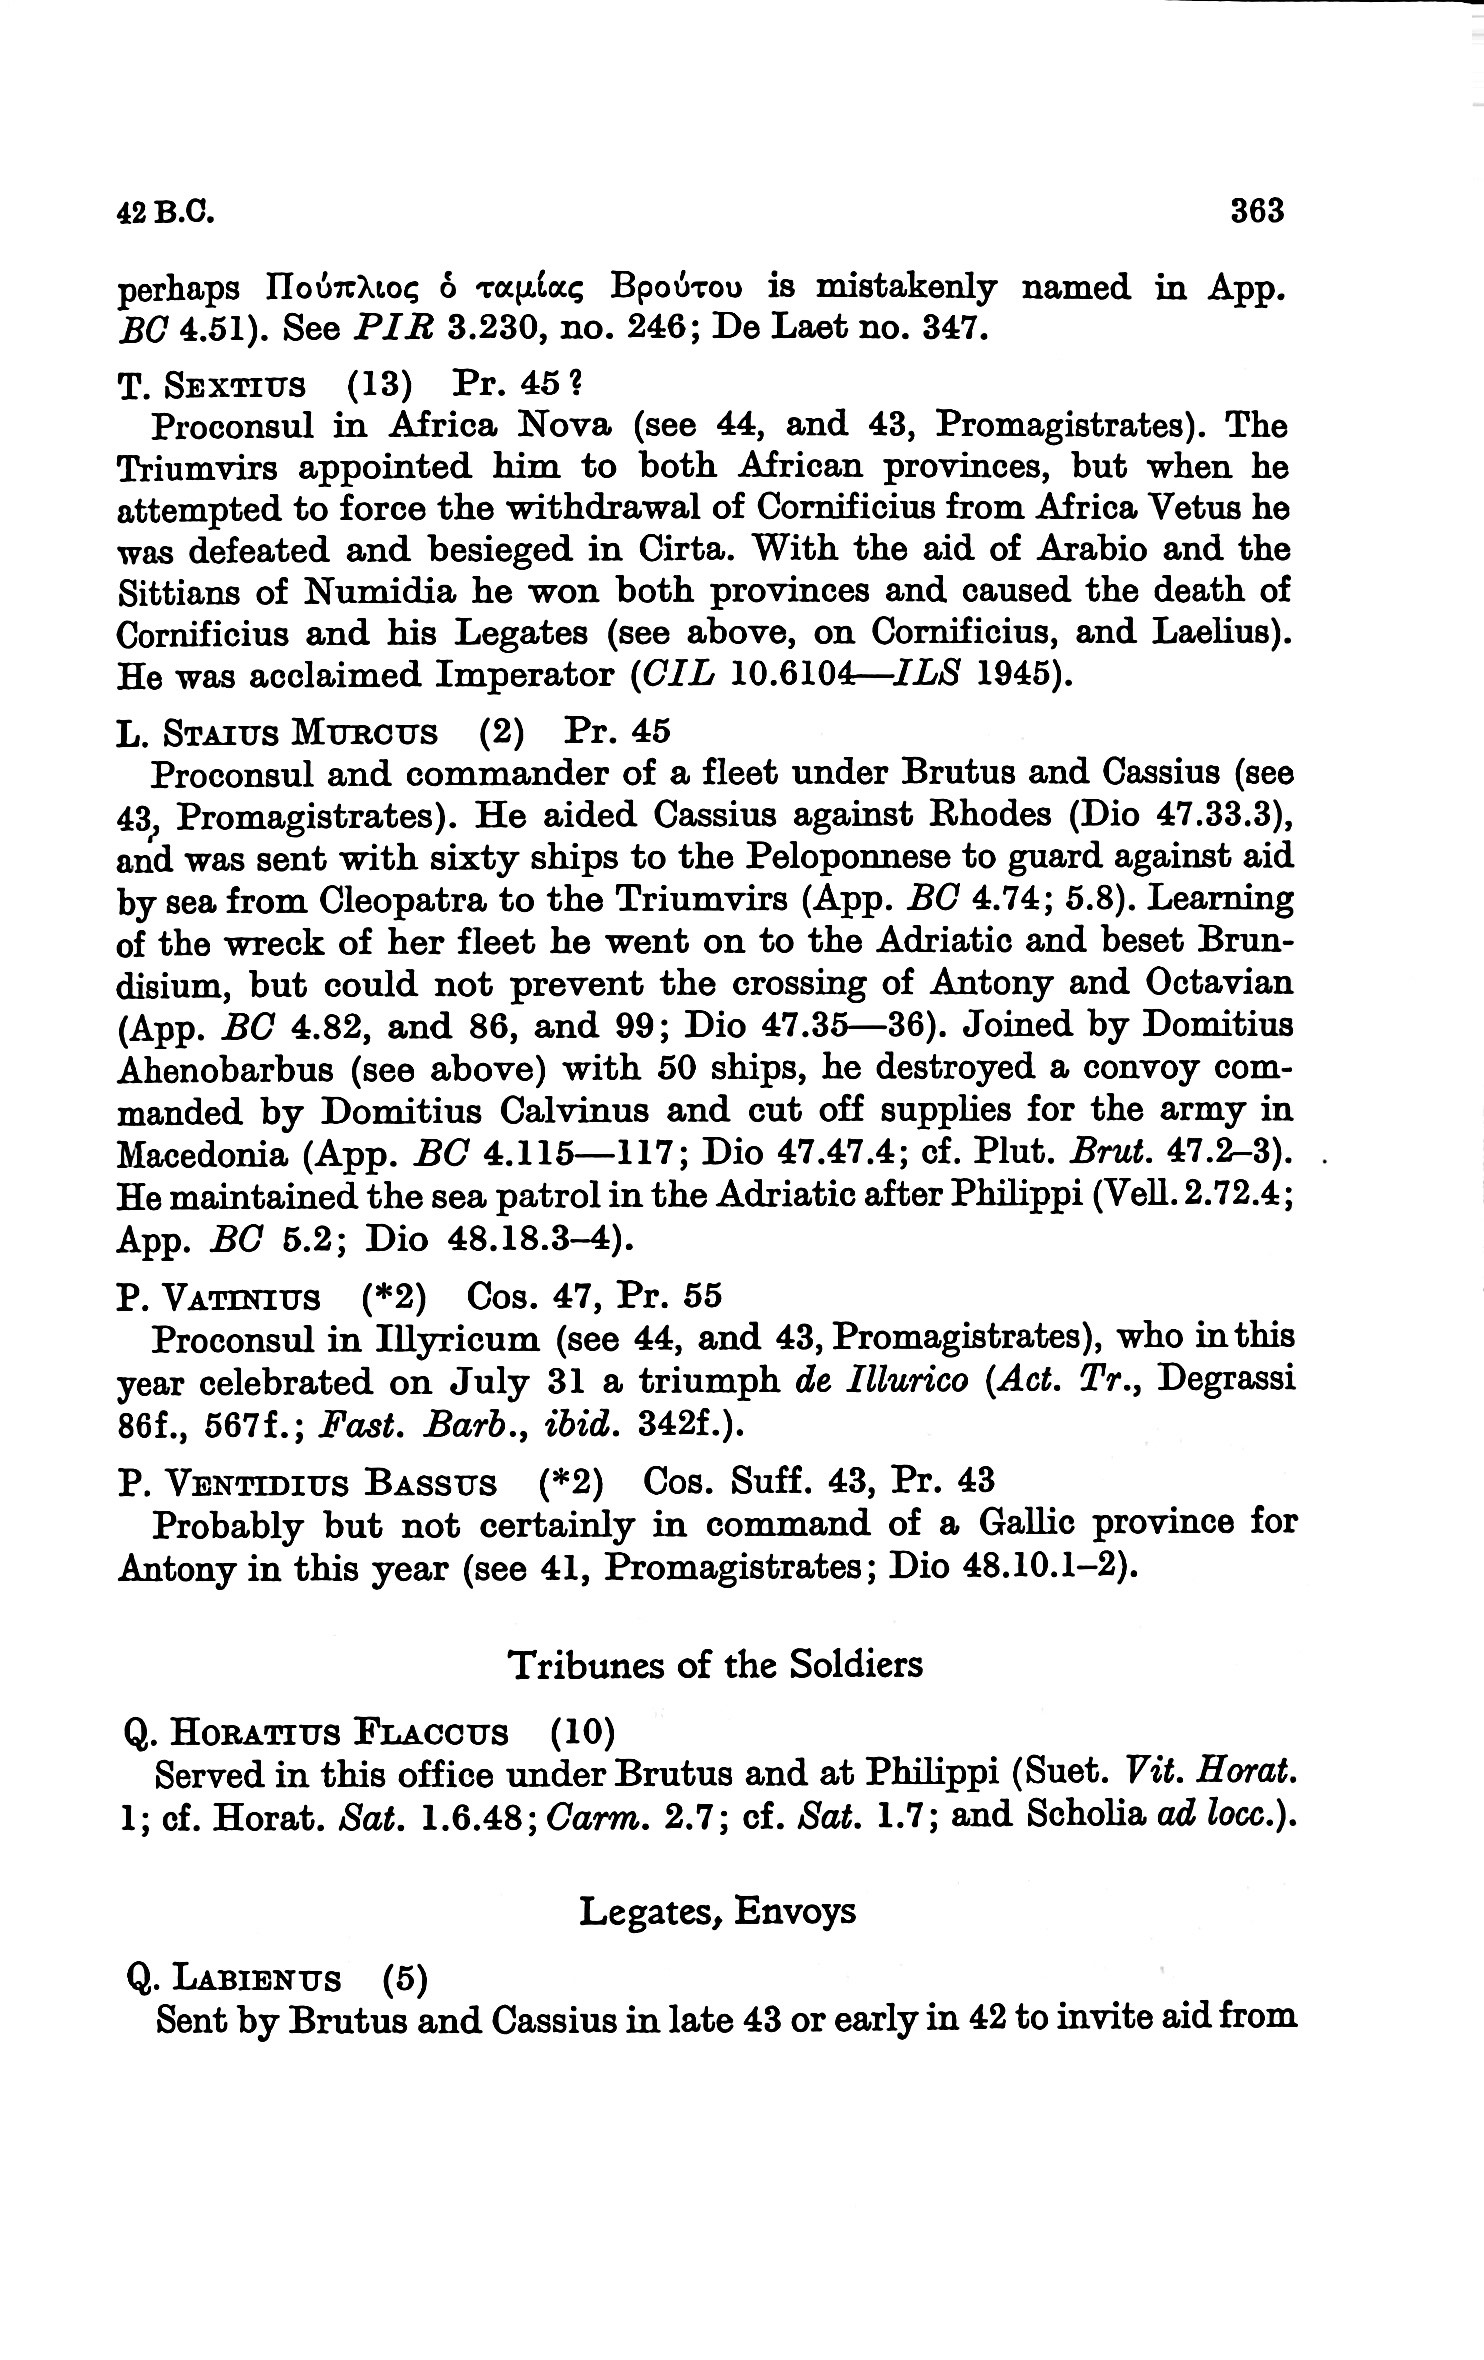 42 B.C. 363
perhaps Πούπλιος ὁ ταμίας Βρούτου is mistakenly named in App.
BC 4.51). See PIR 3.230, no. 246; De Laet no. 347.
T. SEXTIUS (13) Pr. 45?
Proconsul in Africa Nova (see 44, and 43, Promagistrates). The
Triumvirs appointed him to both African provinces, but when he
attempted to force the withdrawal of Cornificius from Africa Vetus he
was defeated and besieged in Cirta. With the aid of Arabio and the
Sittians of Numidia he won both provinces and caused the death of
Cornificius and his Legates (see above, on Cornificius, and Laelius).
He was acclaimed Imperator (CIL 10.6104—ILS 1945).
L. STAIUS MURCUS (2) Pr. 45
Proconsul and commander of a fleet under Brutus and Cassius (see
43, Promagistrates). He aided Cassius against Rhodes (Dio 47.33.3),
and was sent with sixty ships to the Peloponnese to guard against aid
by sea from Cleopatra to the Triumvirs (App. BC 4.74; 5.8). Learning
of the wreck of her fleet he went on to the Adriatic and beset Brun-
disium, but could not prevent the crossing of Antony and Octavian
(App. BC 4.82, and 86, and 99; Dio 47.35—36). Joined by Domitius
Ahenobarbus (see above) with 50 ships, he destroyed a convoy com-
manded by Domitius Calvinus and cut off supplies for the army in
Macedonia (App. BC 4.115—117; Dio 47.47.4; cf. Plut. Brut. 47.2–3).
He maintained the sea patrol in the Adriatic after Philippi (Vell. 2.72.4;
App. BC 5.2; Dio 48.18.3–4).
P. VATINIUS (*2) Cos. 47, Pr. 55
Proconsul in Illyricum (see 44, and 43, Promagistrates), who in this
year celebrated on July 31 a triumph de Illurico (Act. Tr., Degrassi
86f., 567f.; Fast. Barb., ibid. 342f.).
P. VENTIDIUS BASSUS (*2) Cos. Suff. 43, Pr. 43
Probably but not certainly in command of a Gallic province for
Antony in this year (see 41, Promagistrates; Dio 48.10.1–2).
Tribunes of the Soldiers
Q. HORATIUS FLACCUS (10)
Served in this office under Brutus and at Philippi (Suet. Vit. Horat.
1; cf. Horat. Sat. 1.6.48; Carm. 2.7; cf. Sat. 1.7; and Scholia ad locc.).
Legates, Envoys
Q. LABIENUS (5)
Sent by Brutus and Cassius in late 43 or early in 42 to invite aid from